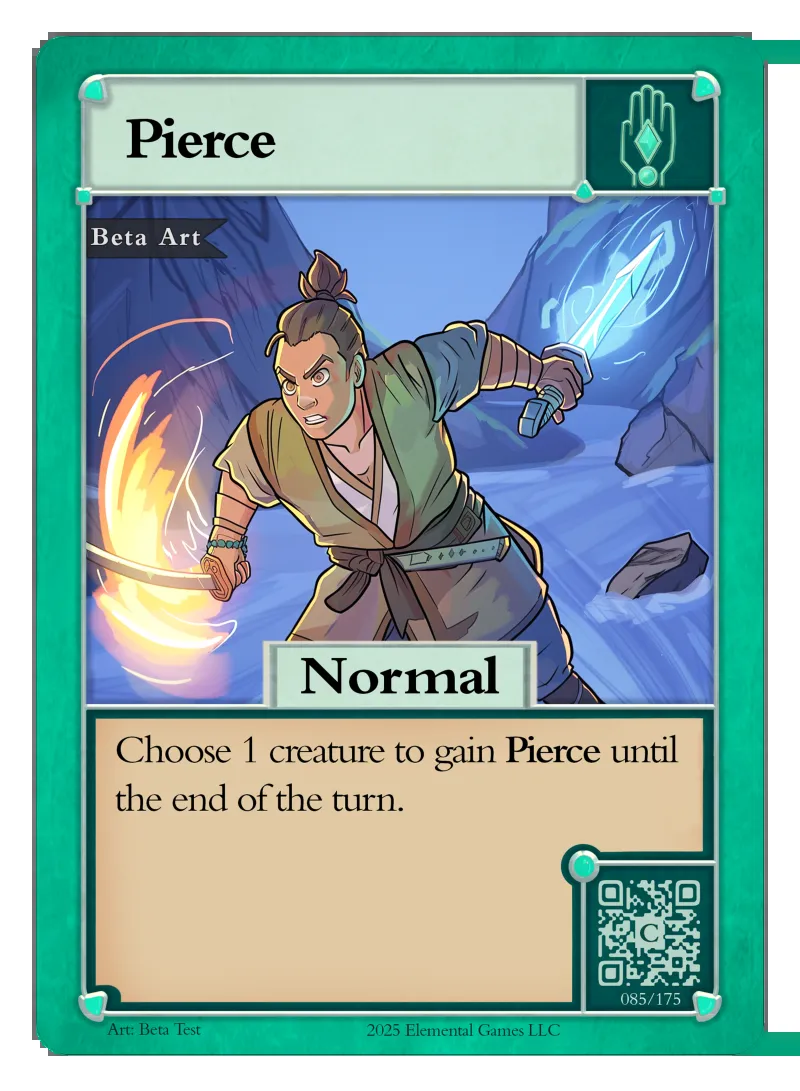 Pierce
Beta Art
Normal
Choose 1 creature to gain Pierce until
the end of the turn.
C
085/175
Art: Beta Test
2025 Elemental Games LLC